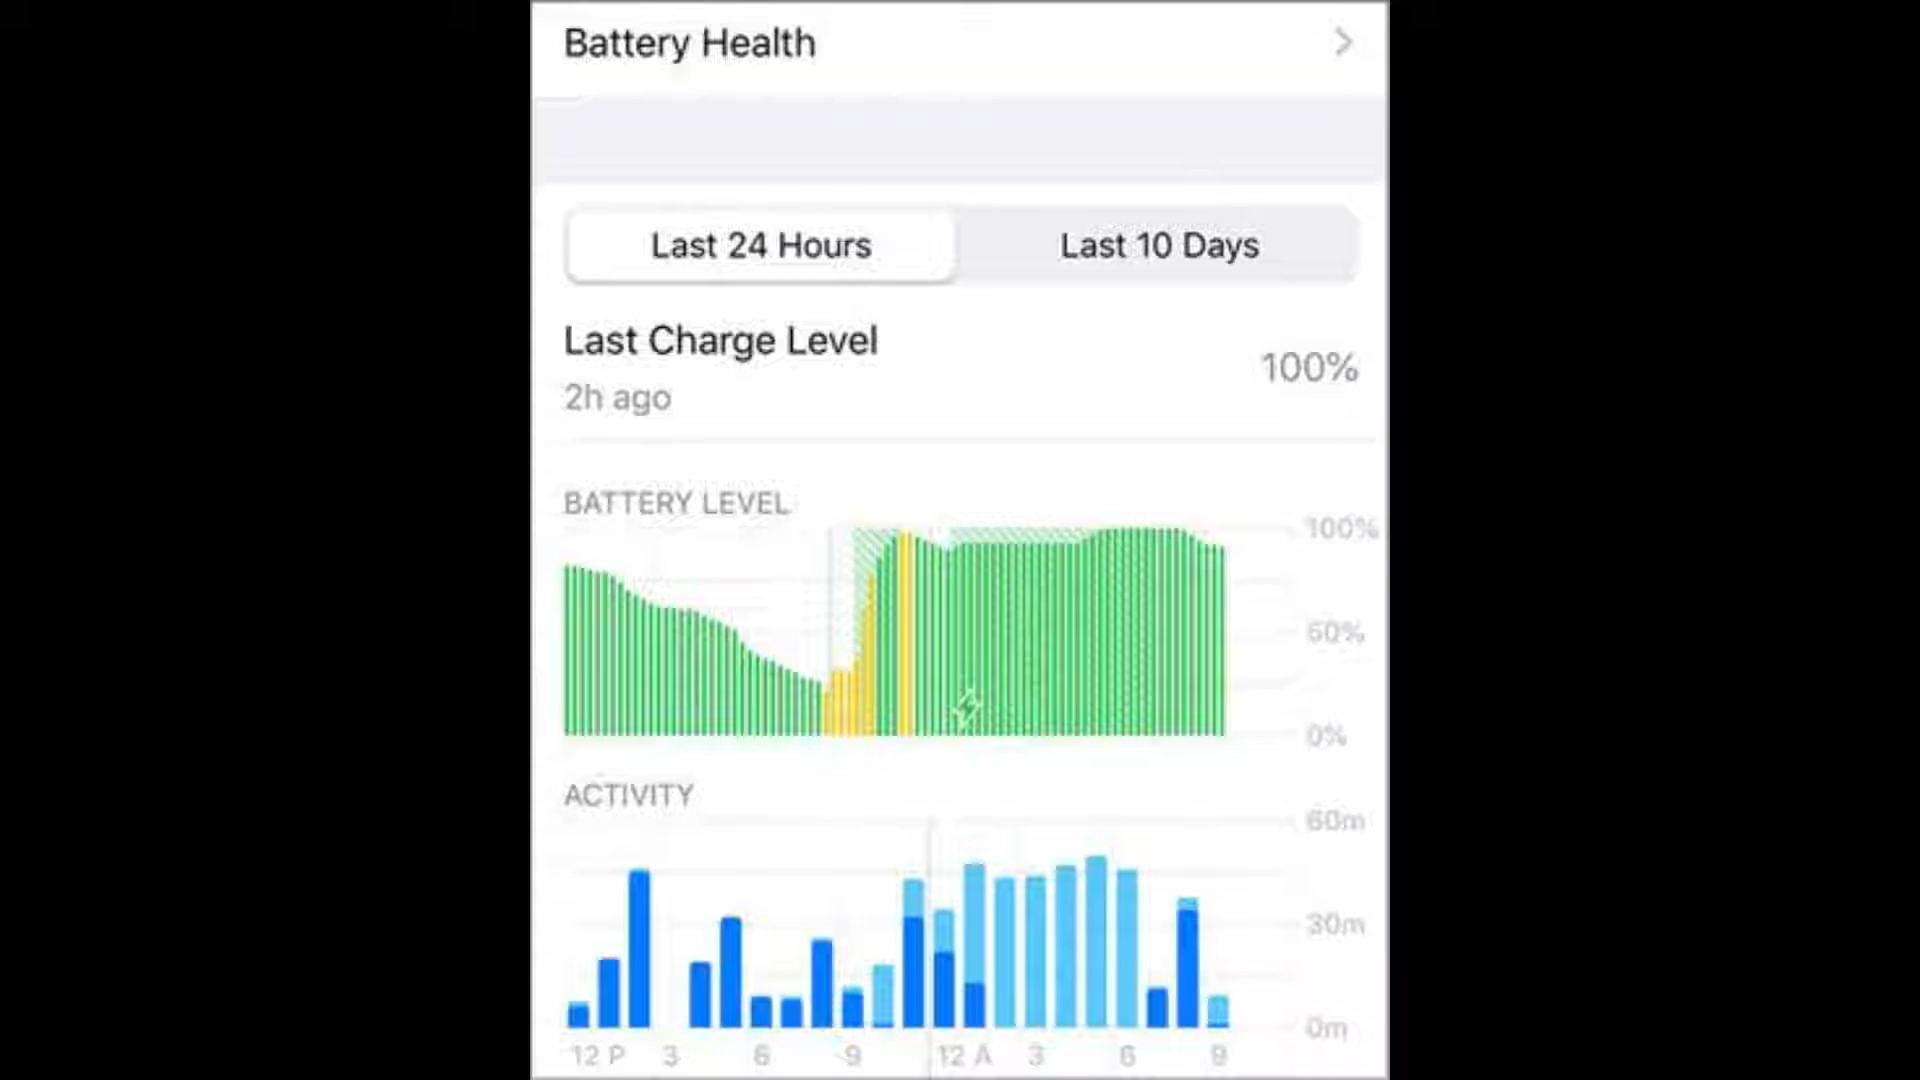 Battery Health
Last 24 Hours
Last 10 Days
Last Charge Level
2h ago
100%
BATTERY LEVEL
100%
50%
0%
ACTIVITY
60m
30m
0m
12 P 3 6 9 12 A 3 6 9